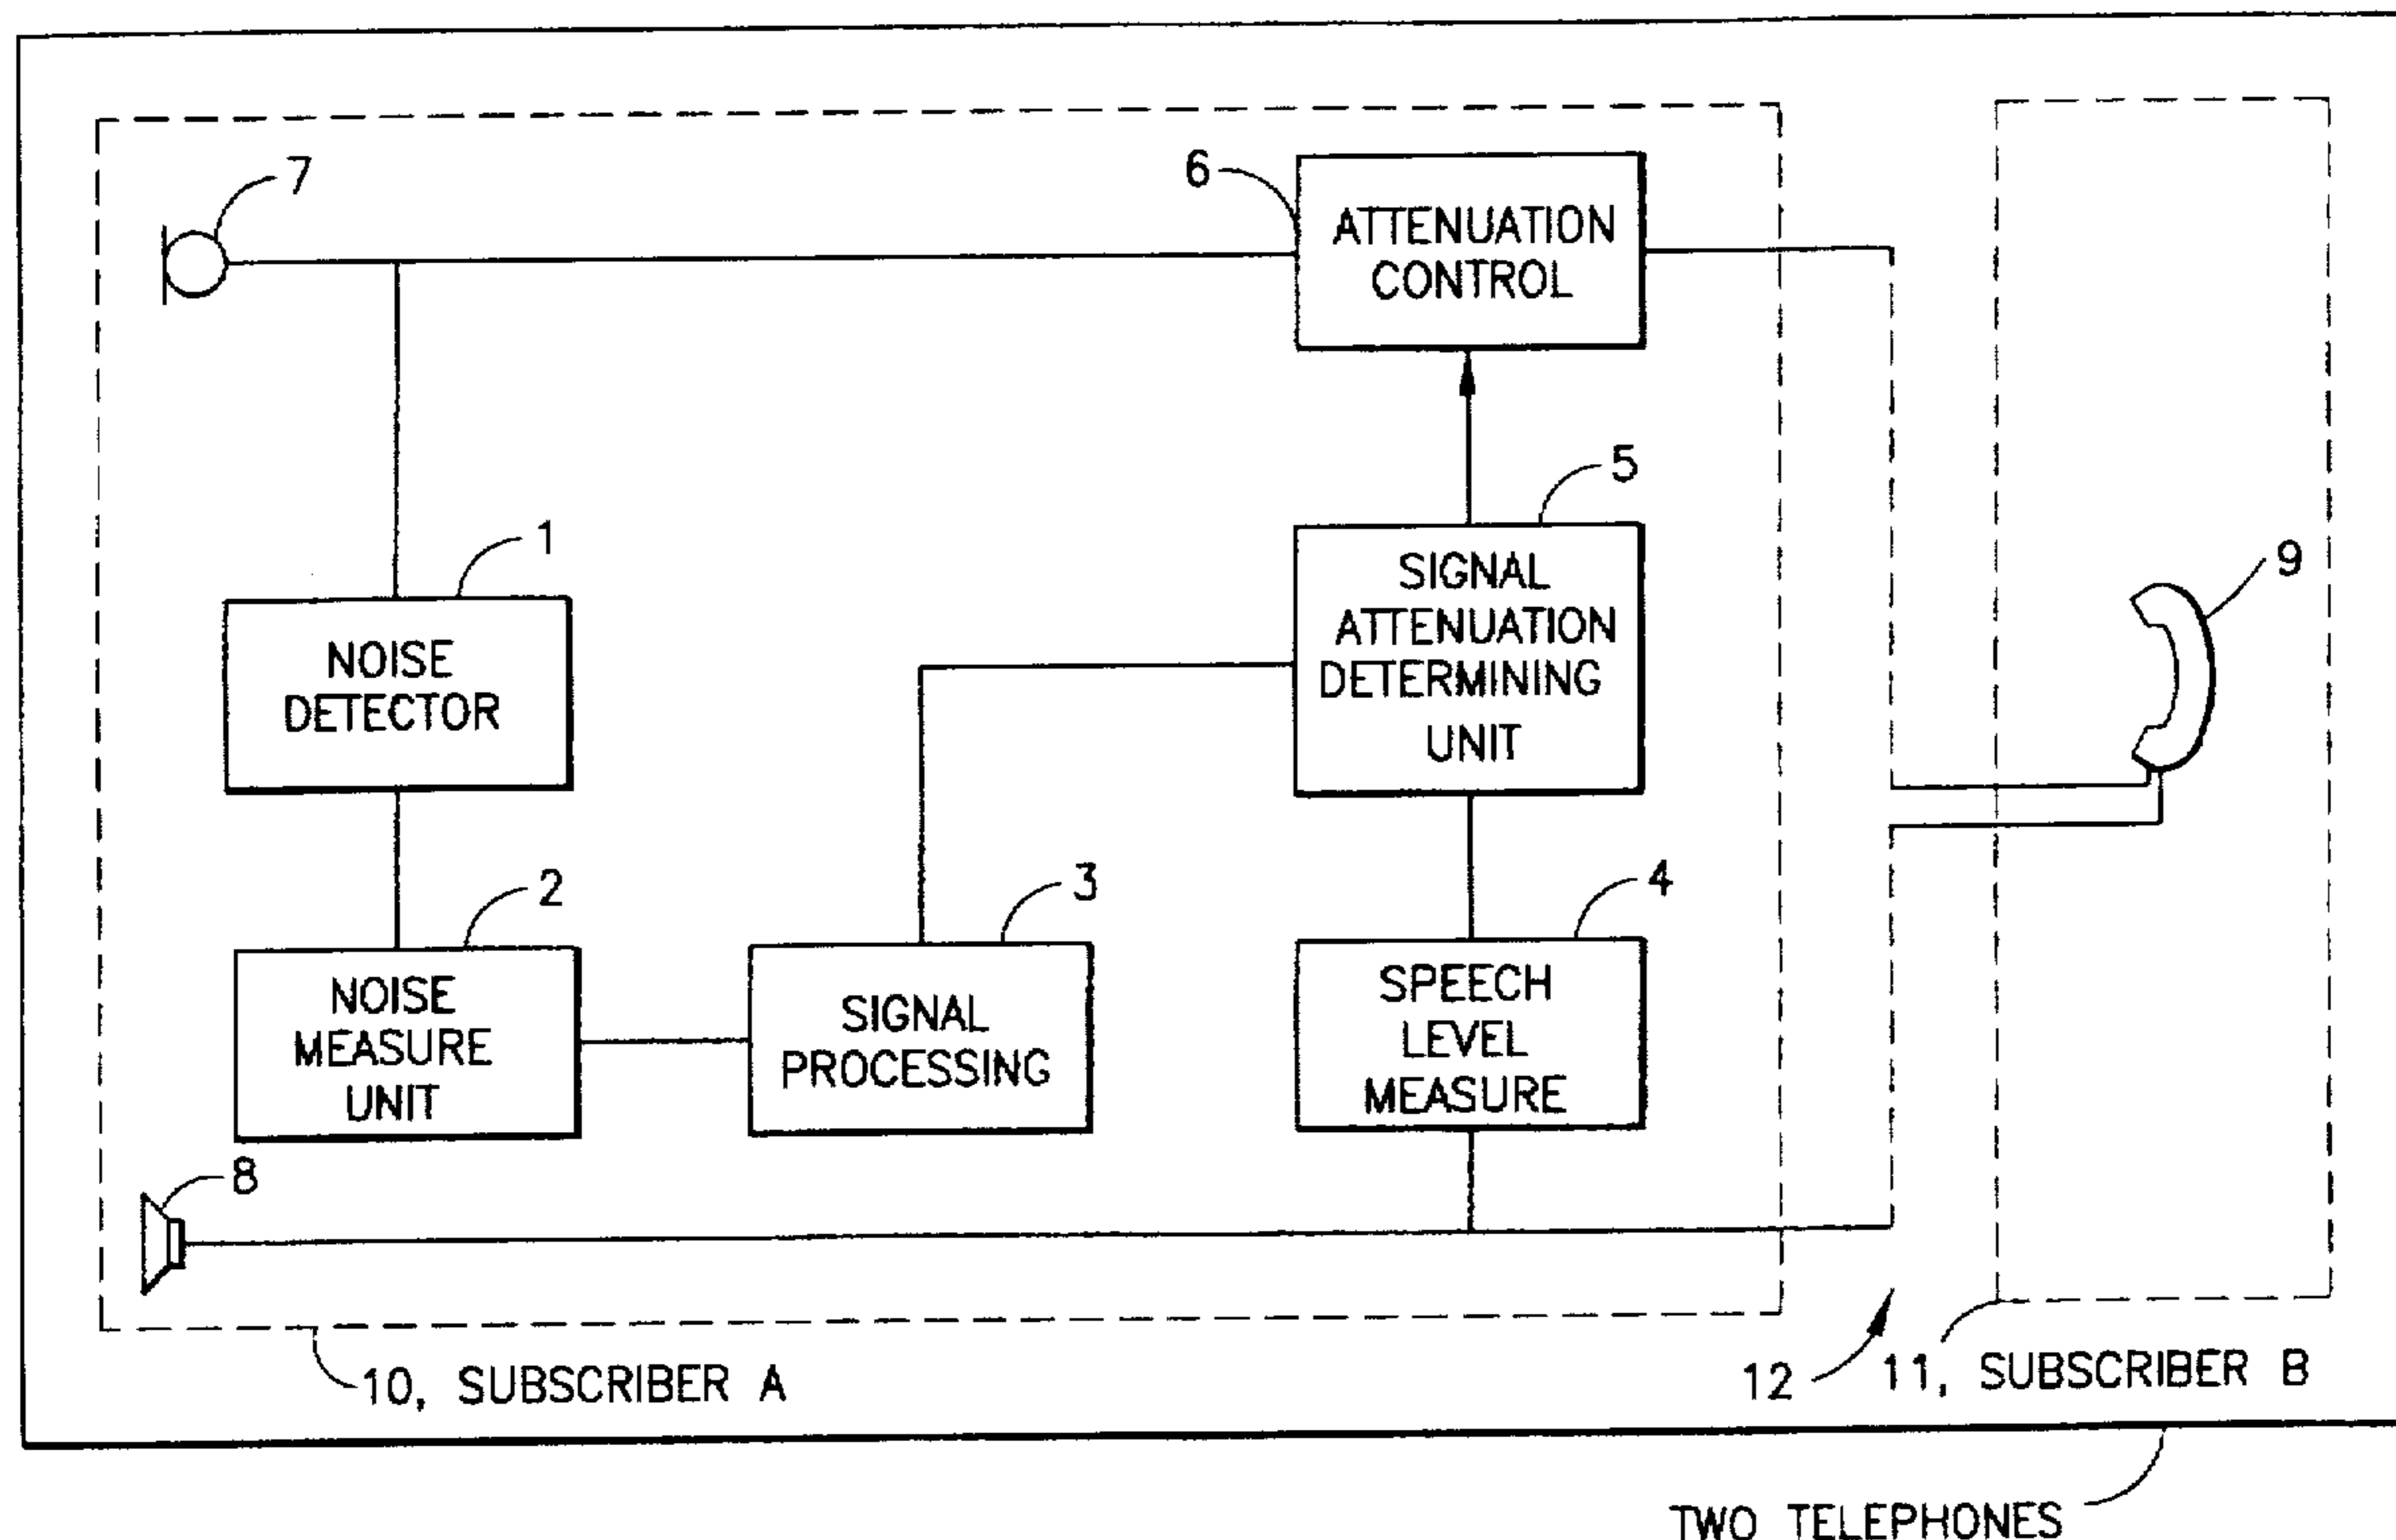 7
6
ATTENUATION
CONTROL
5
SIGNAL
ATTENUATION
DETERMINING
UNIT
1
NOISE
DETECTOR
9
2
NOISE
MEASURE
UNIT
3
SIGNAL
PROCESSING
4
SPEECH
LEVEL
MEASURE
8
10, SUBSCRIBER A
12
11, SUBSCRIBER B
TWO TELEPHONES